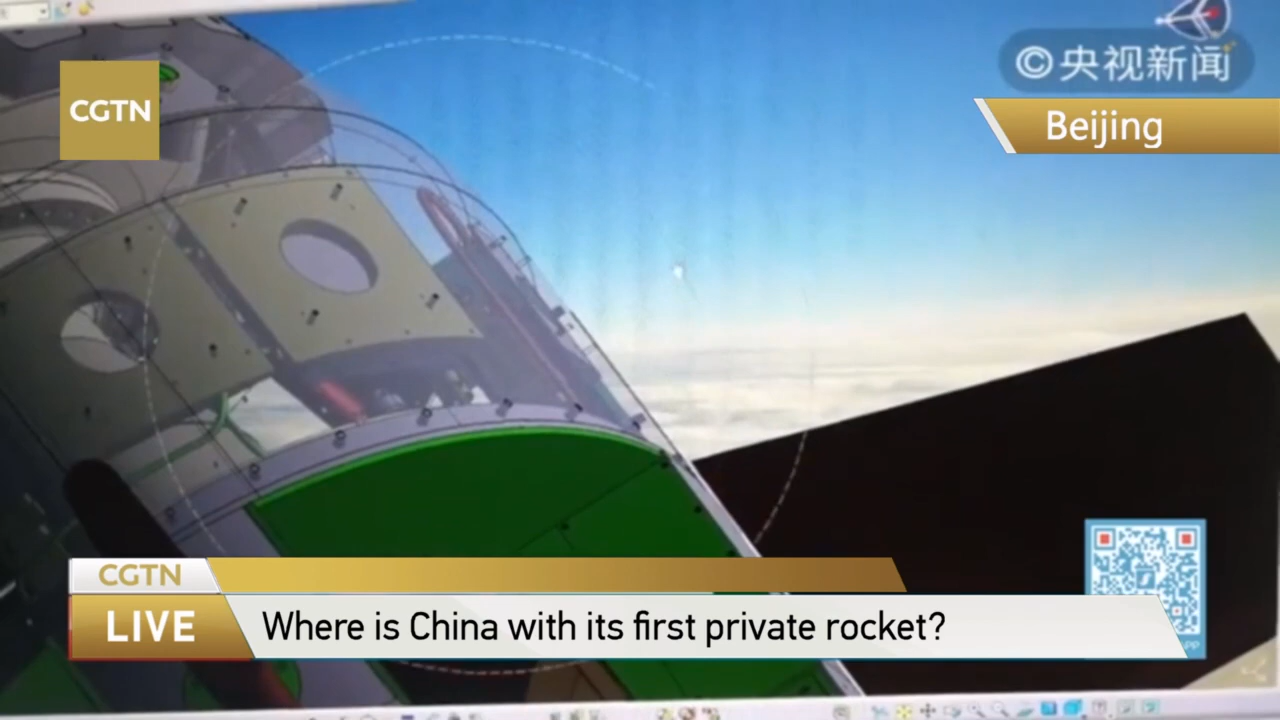 CGTN
©央视新闻
Beijing
CGTN
LIVE
Where is China with its first private rocket?